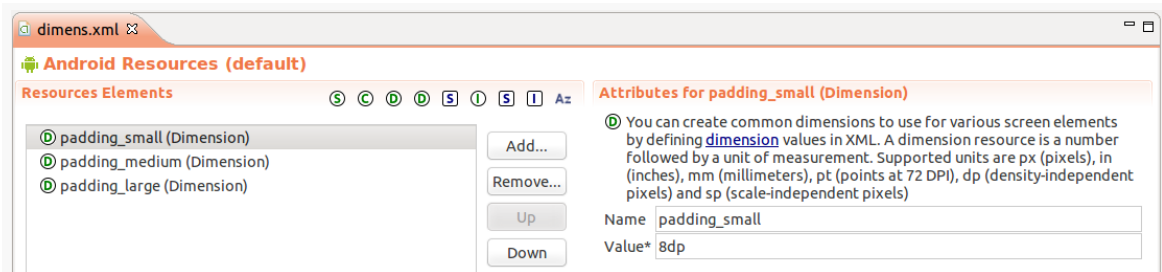 dimens.xml
Android Resources (default)
Resources Elements
S C D D S I S I Az
padding_small (Dimension)
padding_medium (Dimension)
padding_large (Dimension)
Add...
Remove...
Up
Down
Attributes for padding_small (Dimension)
You can create common dimensions to use for various screen elements
by defining dimension values in XML. A dimension resource is a number
followed by a unit of measurement. Supported units are px (pixels), in
(inches), mm (millimeters), pt (points at 72 DPI), dp (density-independent
pixels) and sp (scale-independent pixels)
Name padding_small
Value* 8dp